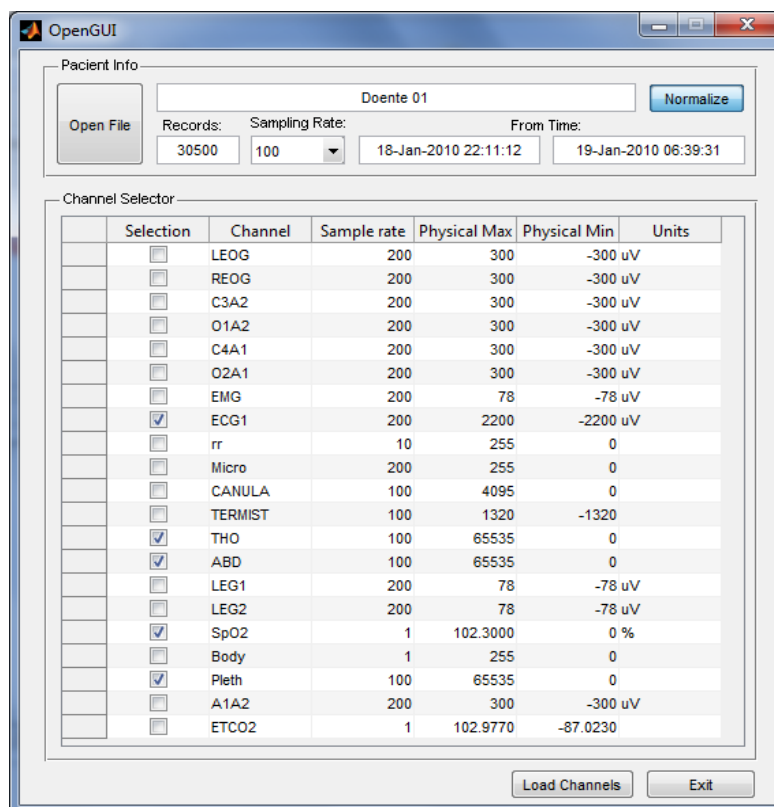 OpenGUI
Pacient Info
Open File
Doente 01
Normalize
Records: Sampling Rate: From Time:
30500 100 18-Jan-2010 22:11:12 19-Jan-2010 06:39:31
Channel Selector
Selection Channel Sample rate Physical Max Physical Min Units
LEOG 200 300 -300 uV
REOG 200 300 -300 uV
C3A2 200 300 -300 uV
O1A2 200 300 -300 uV
C4A1 200 300 -300 uV
O2A1 200 300 -300 uV
EMG 200 78 -78 uV
ECG1 200 2200 -2200 uV
rr 10 255 0
Micro 200 255 0
CANULA 100 4095 0
TERMIST 100 1320 -1320
THO 100 65535 0
ABD 100 65535 0
LEG1 200 78 -78 uV
LEG2 200 78 -78 uV
SpO2 1 102.3000 0 %
Body 1 255 0
Pleth 100 65535 0
A1A2 200 300 -300 uV
ETCO2 1 102.9770 -87.0230
Load Channels Exit